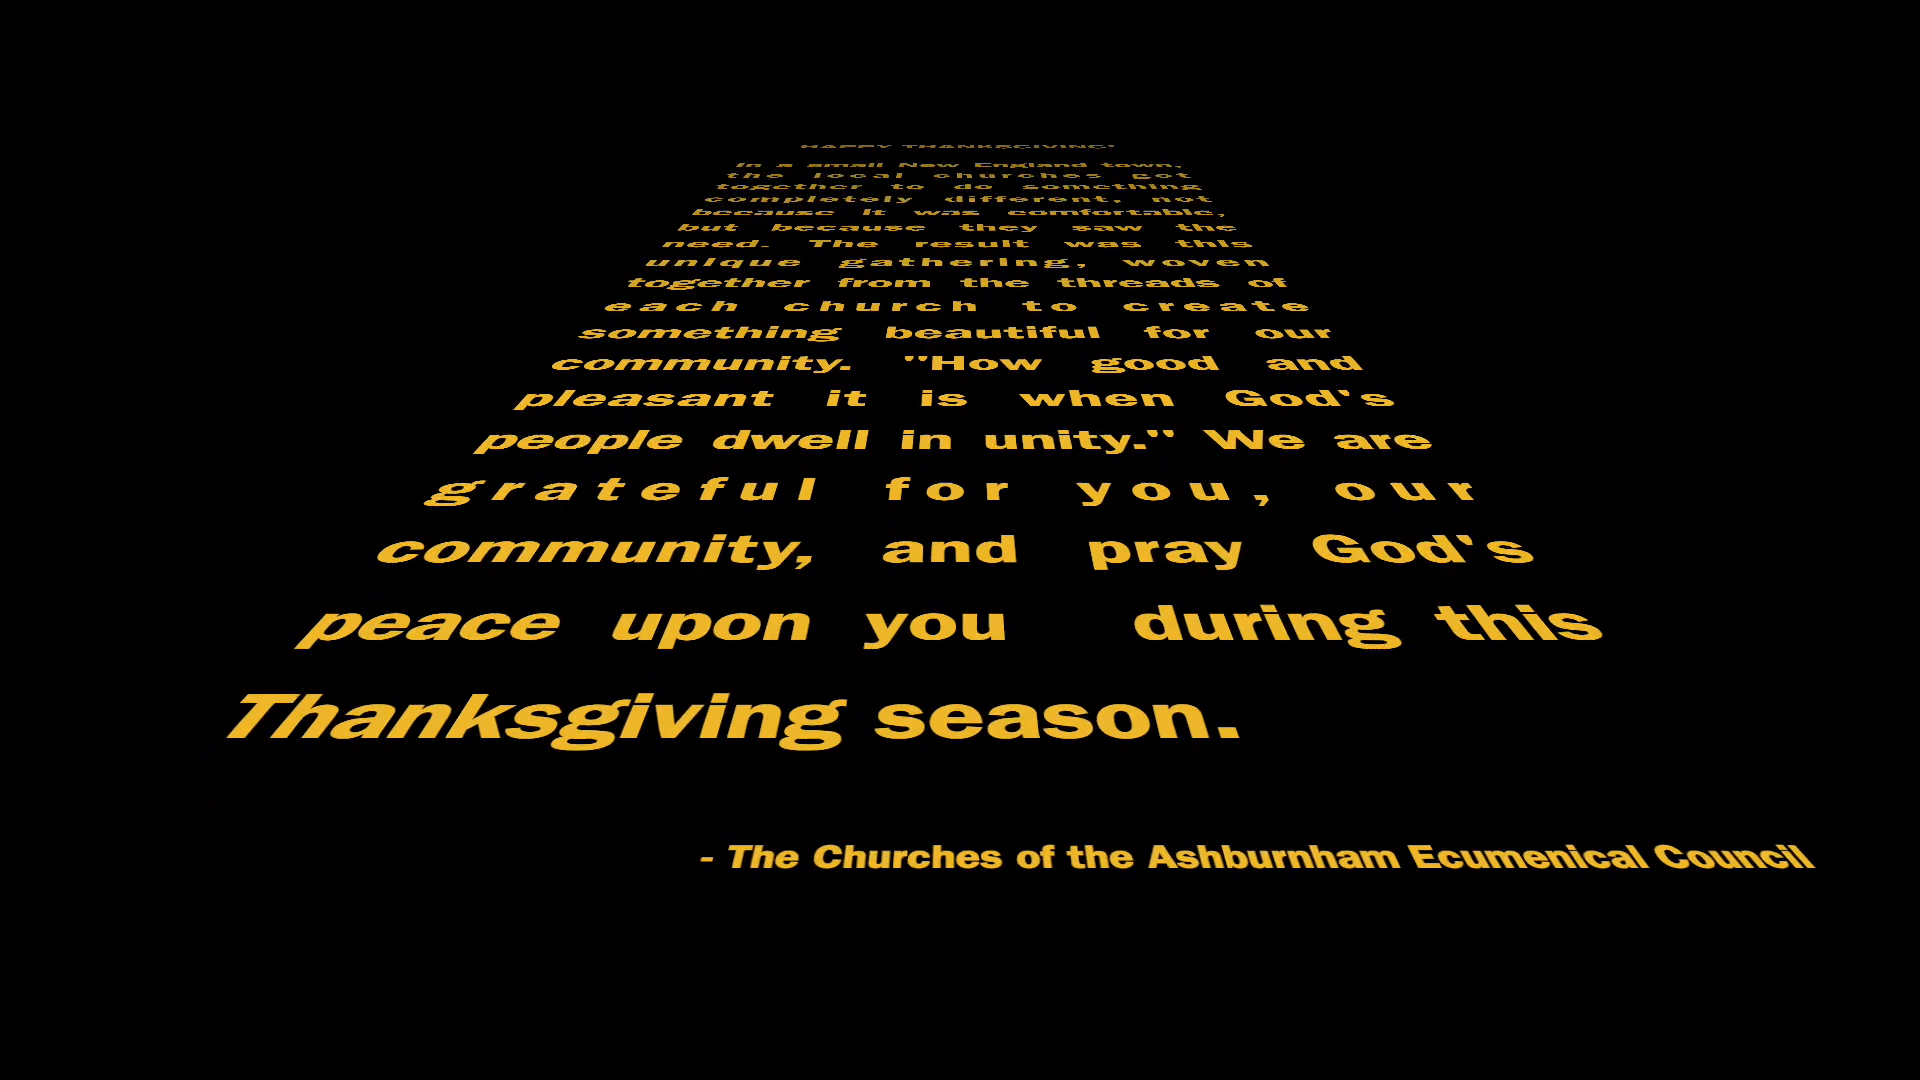 HAPPY THANKSGIVING!
In a small New England town,
the local churches got
together to do something
completely different, not
because it was comfortable,
but because they saw the
need. The result was this
unique gathering, woven
together from the threads of
each church to create
something beautiful for our
community. "How good and
pleasant it is when God's
people dwell in unity." We are
grateful for you, our
community, and pray God's
peace upon you during this
Thanksgiving season.
- The Churches of the Ashburnham Ecumenical Council